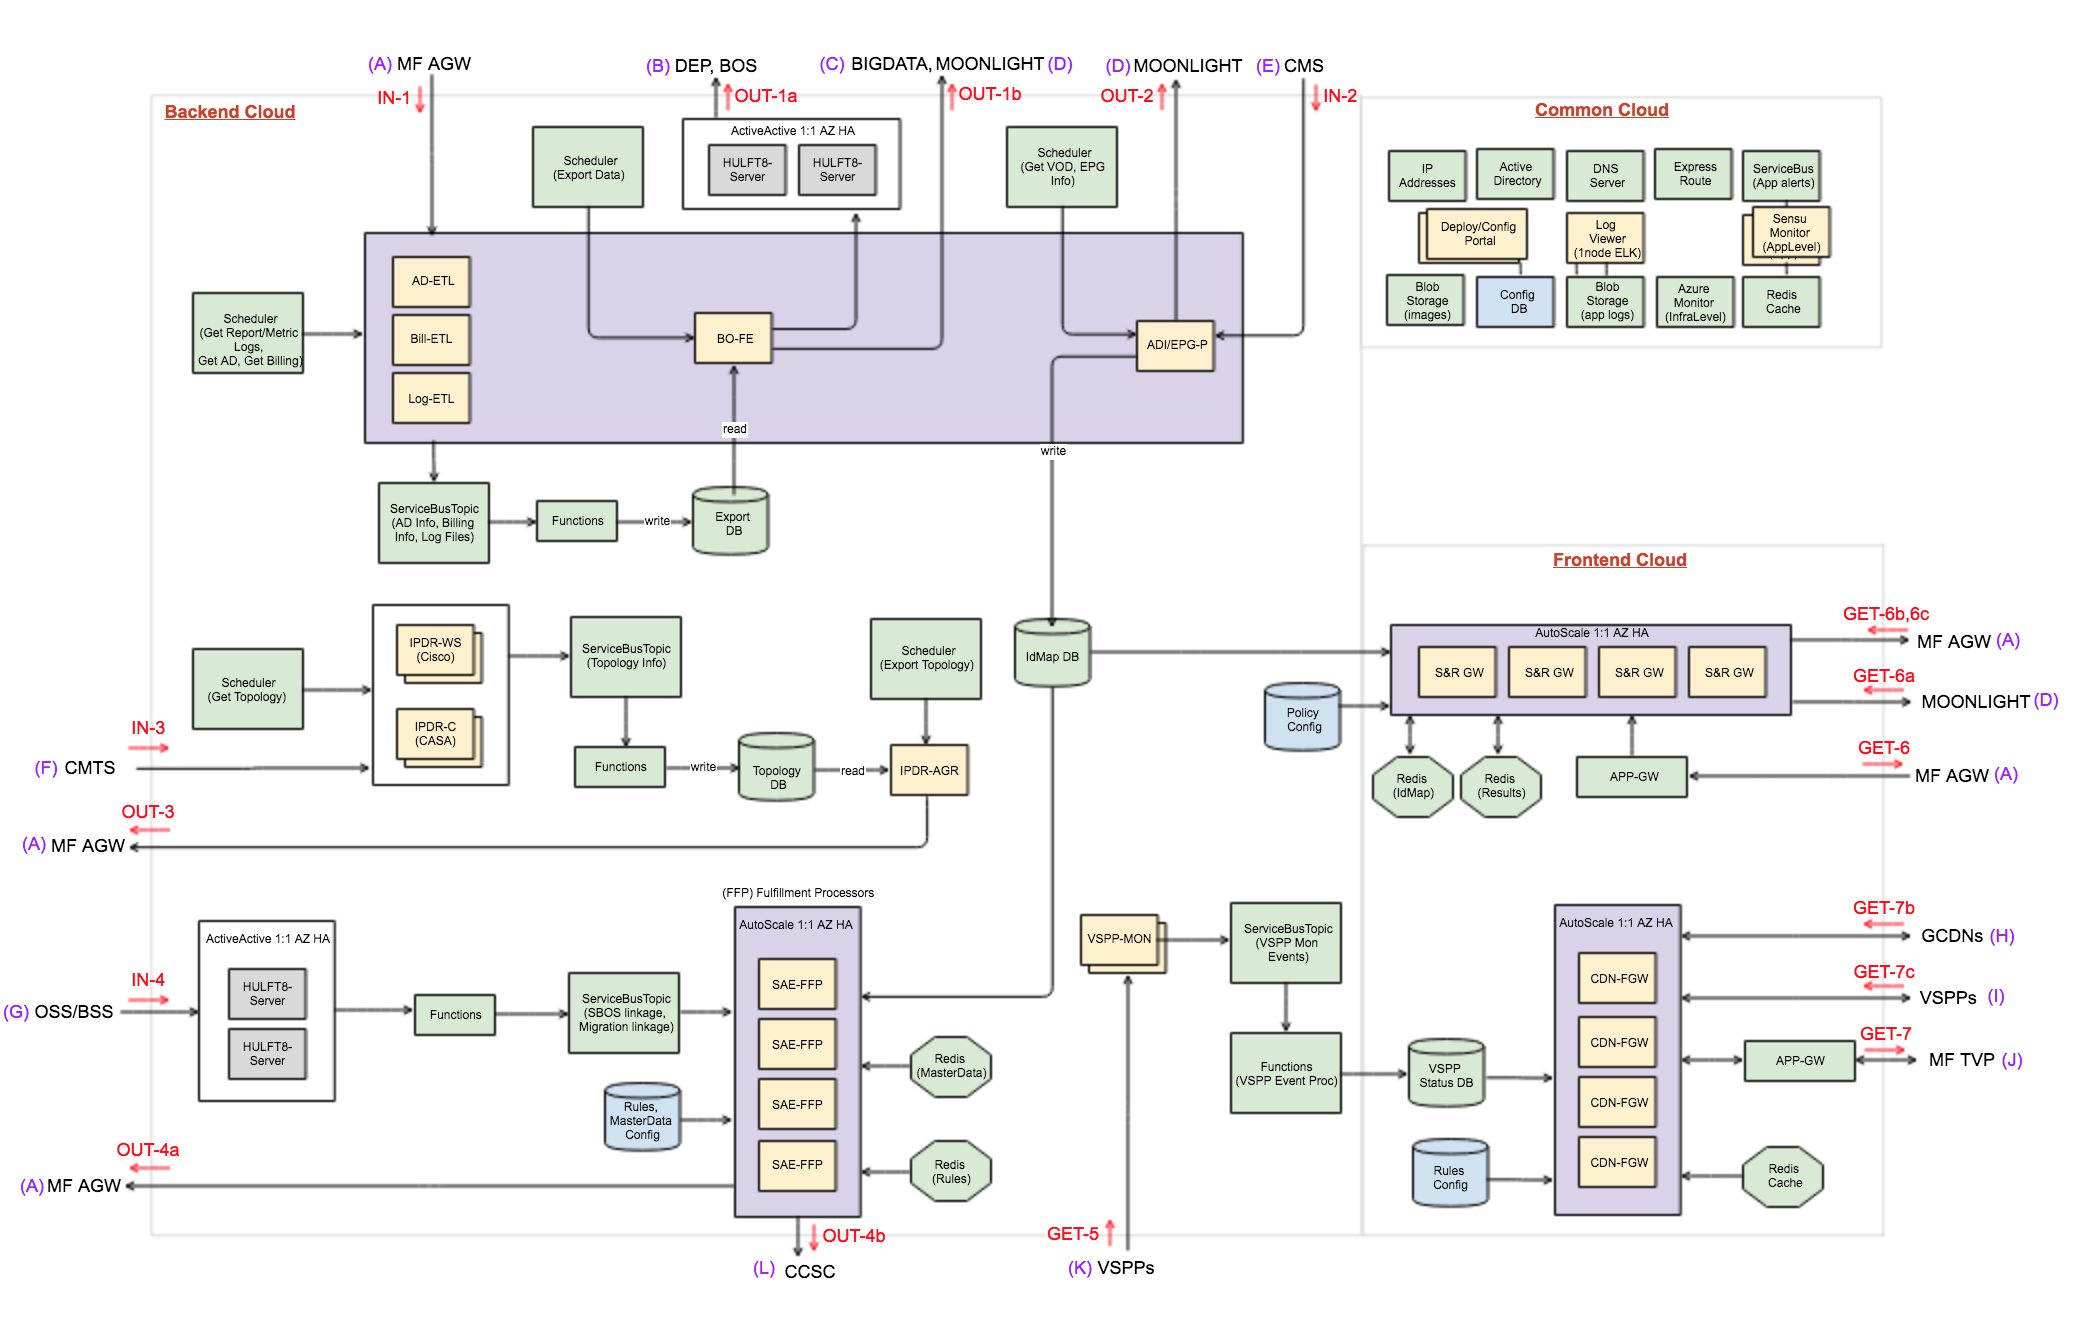 (A) MF AGW
(B) DEP, BOS
(C) BIGDATA, MOONLIGHT (D)
(D) MOONLIGHT
(E) CMS
IN-1
OUT-1a
OUT-1b
OUT-2
IN-2
Backend Cloud
Scheduler
(Export Data)
ActiveActive 1:1 AZ HA
HULFT8-
Server
HULFT8-
Server
Scheduler
(Get VOD, EPG
Info)
AD-ETL
Bill-ETL
Log-ETL
Scheduler
(Get Report/Metric
Logs,
Get AD, Get Billing)
BO-FE
ADI/EPG-P
read
write
ServiceBusTopic
(AD Info, Billing
Info, Log Files)
Functions
write
Export
DB
Common Cloud
IP
Addresses
Active
Directory
DNS
Server
Express
Route
ServiceBus
(App alerts)
Deploy/Config
Portal
Log
Viewer
(1node ELK)
Sensu
Monitor
(AppLevel)
Blob
Storage
(images)
Config
DB
Blob
Storage
(app logs)
Azure
Monitor
(InfraLevel)
Redis
Cache
Scheduler
(Get Topology)
IPDR-WS
(Cisco)
IPDR-C
(CASA)
ServiceBusTopic
(Topology Info)
Functions
write
Topology
DB
read
Scheduler
(Export Topology)
IPDR-AGR
IdMap DB
IN-3
(F) CMTS
OUT-3
(A) MF AGW
Frontend Cloud
AutoScale 1:1 AZ HA
S&R GW
S&R GW
S&R GW
S&R GW
Policy
Config
Redis
(IdMap)
Redis
(Results)
APP-GW
GET-6b,6c
MF AGW (A)
GET-6a
MOONLIGHT (D)
GET-6
MF AGW (A)
IN-4
(G) OSS/BSS
ActiveActive 1:1 AZ HA
HULFT8-
Server
HULFT8-
Server
Functions
ServiceBusTopic
(SBOS linkage,
Migration linkage)
Rules,
MasterData
Config
(FFP) Fulfillment Processors
AutoScale 1:1 AZ HA
SAE-FFP
SAE-FFP
SAE-FFP
SAE-FFP
Redis
(MasterData)
Redis
(Rules)
OUT-4a
(A) MF AGW
OUT-4b
(L) CCSC
VSPP-MON
ServiceBusTopic
(VSPP Mon
Events)
Functions
(VSPP Event Proc)
GET-5
(K) VSPPs
VSPP
Status DB
Rules
Config
AutoScale 1:1 AZ HA
CDN-FGW
CDN-FGW
CDN-FGW
CDN-FGW
APP-GW
Redis
Cache
GET-7b
GCDNs (H)
GET-7c
VSPPs (I)
GET-7
MF TVP (J)